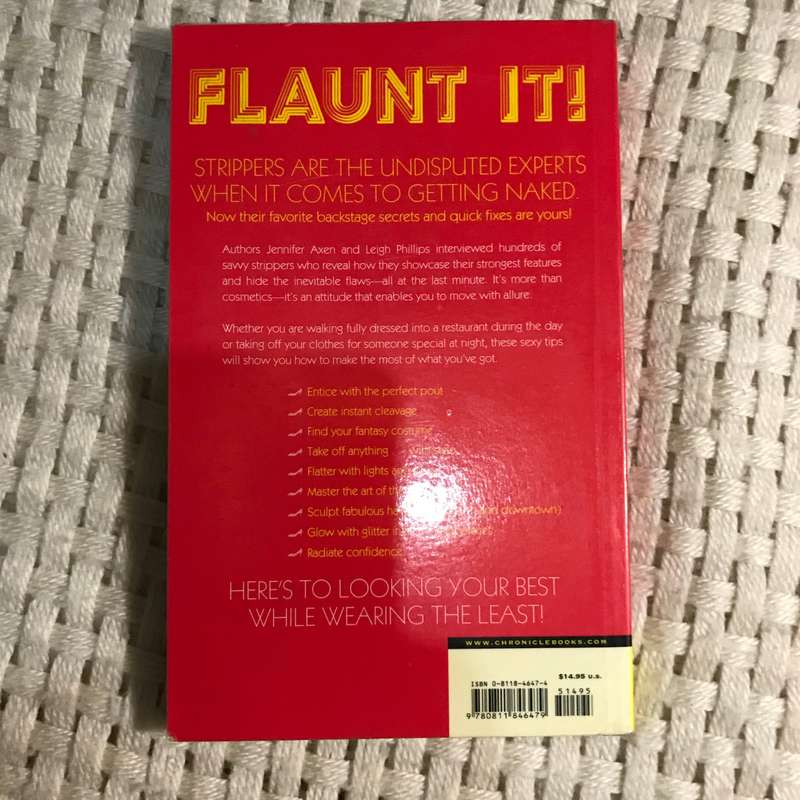 FLAUNT IT!
STRIPPERS ARE THE UNDISPUTED EXPERTS
WHEN IT COMES TO GETTING NAKED.
Now their favorite backstage secrets and quick fixes are yours!
Authors Jennifer Axen and Leigh Phillips interviewed hundreds of
savvy strippers who reveal how they showcase their strongest features
and hide the inevitable flaws—all at the last minute. It's more than
cosmetics—it's an attitude that enables you to move with allure.
Whether you are walking fully dressed into a restaurant during the day
or taking off your clothes for someone special at night, these sexy tips
will show you how to make the most of what you've got.
Entice with the perfect pout
Create instant cleavage
Find your fantasy costume
Take off anything with style
Flatter with lights
Master the art of
Sculpt fabulous and downtown)
Glow with glitter
Radiate confidence
HERE'S TO LOOKING YOUR BEST
WHILE WEARING THE LEAST!
WWW.CHRONICLEBOOKS.COM
ISBN 0-8118-4647-4
$14.95 U.S.
51495
9 780811 846479